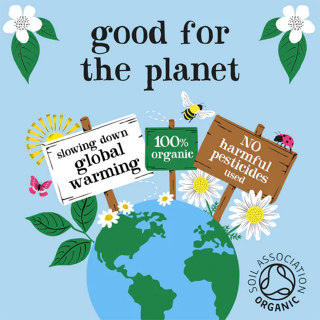 good for
the planet
slowing down
global
warming
100%
organic
NO
harmful
pesticides
used
SOIL ASSOCIATION
ORGANIC